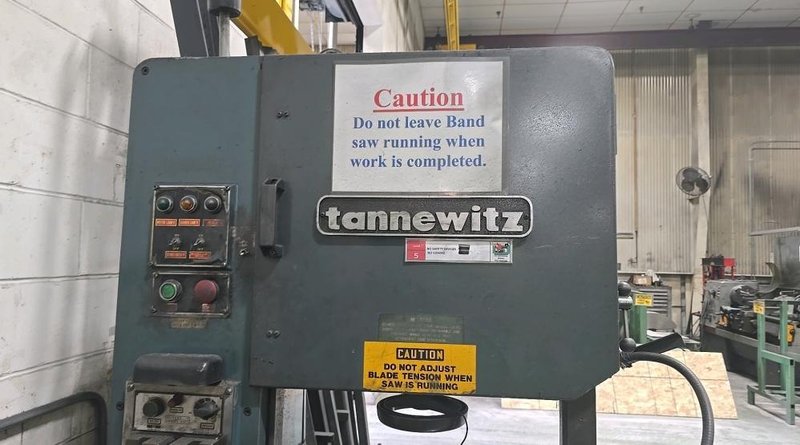 Caution
Do not leave Band
saw running when
work is completed.
tannewitz
5
CAUTION
DO NOT ADJUST
BLADE TENSION WHEN
SAW IS RUNNING